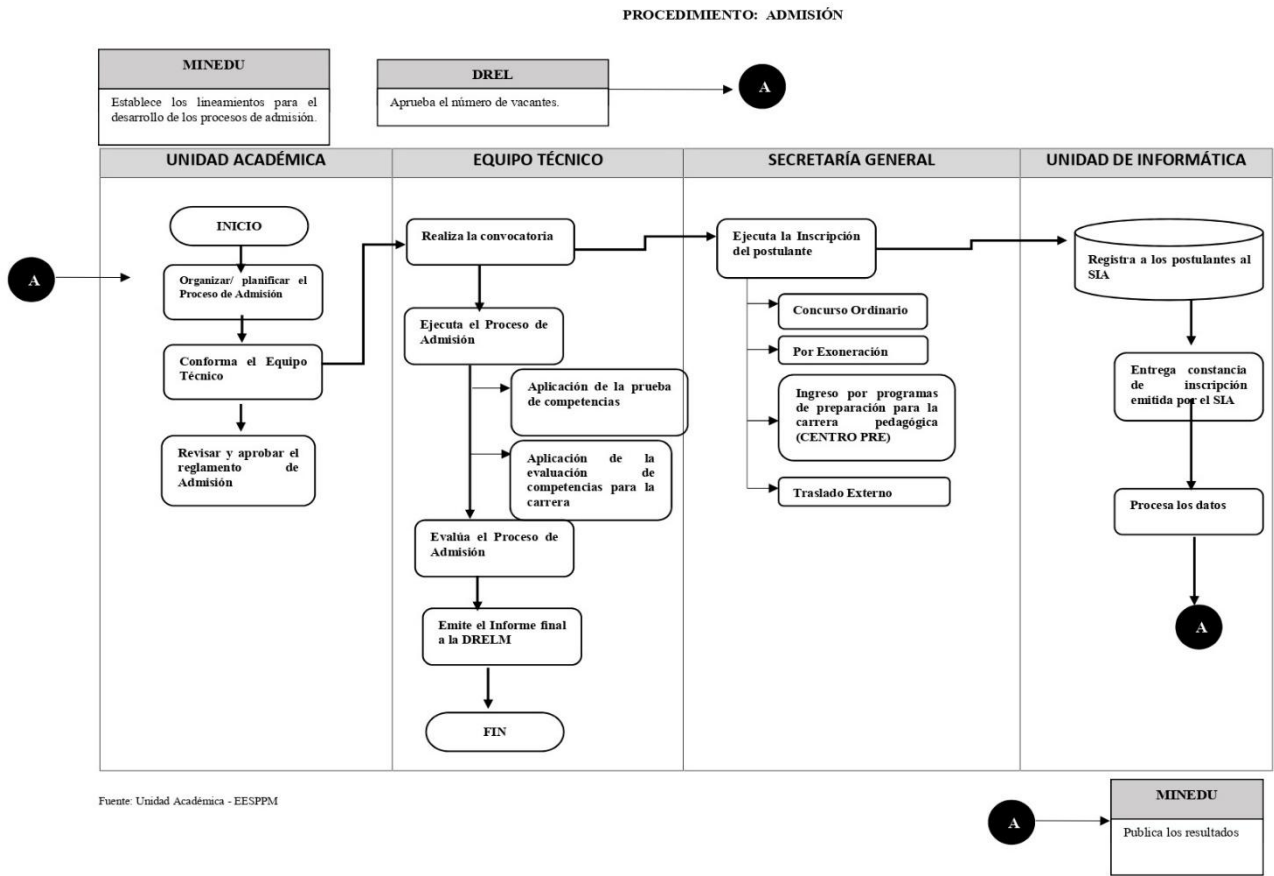 PROCEDIMIENTO: ADMISIÓN
MINEDU
Establece los lineamientos para el
desarrollo de los procesos de admisión.
DREL
Aprueba el número de vacantes.
A
UNIDAD ACADÉMICA
EQUIPO TÉCNICO
SECRETARÍA GENERAL
UNIDAD DE INFORMÁTICA
A
INICIO
Organizar/ planificar el
Proceso de Admisión
Conforma el Equipo
Técnico
Revisar y aprobar el
reglamento de
Admisión
Realiza la convocatoria
Ejecuta el Proceso de
Admisión
Aplicación de la prueba
de competencias
Aplicación de la
evaluación de
competencias para la
carrera
Evalúa el Proceso de
Admisión
Emite el Informe final
a la DRELM
FIN
Ejecuta la Inscripción
del postulante
Concurso Ordinario
Por Exoneración
Ingreso por programas
de preparación para la
carrera pedagógica
(CENTRO PRE)
Traslado Externo
Registra a los postulantes al
SIA
Entrega constancia
de inscripción
emitida por el SIA
Procesa los datos
A
Fuente: Unidad Académica - EESPPM
A
MINEDU
Publica los resultados